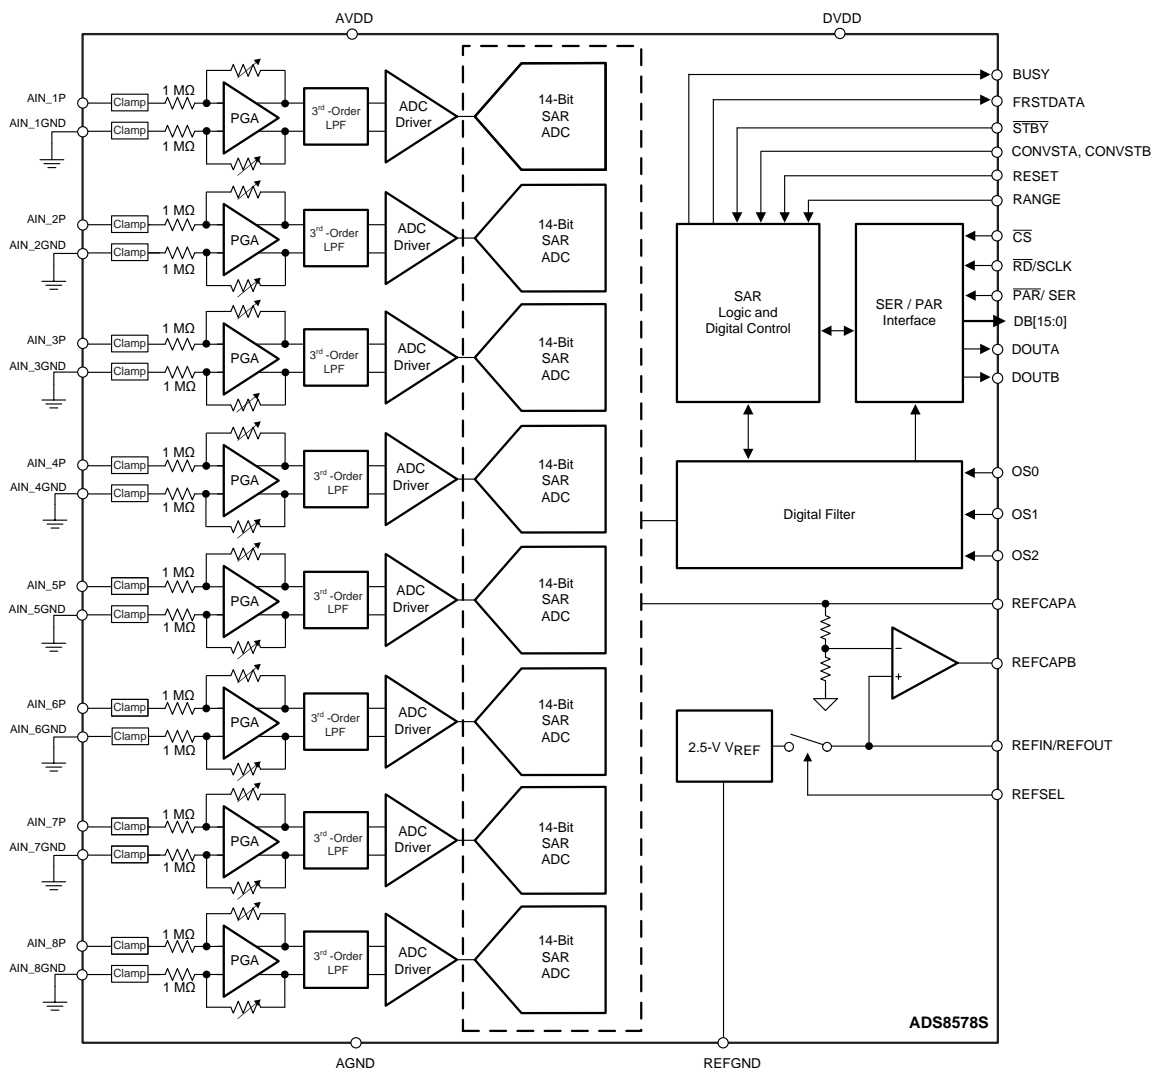 AVDD
DVDD
AIN_1P
Clamp
1 MΩ
AIN_1GND
Clamp
1 MΩ
PGA
3rd -Order
LPF
ADC
Driver
14-Bit
SAR
ADC
AIN_2P
Clamp
1 MΩ
AIN_2GND
Clamp
1 MΩ
PGA
3rd -Order
LPF
ADC
Driver
14-Bit
SAR
ADC
AIN_3P
Clamp
1 MΩ
AIN_3GND
Clamp
1 MΩ
PGA
3rd -Order
LPF
ADC
Driver
14-Bit
SAR
ADC
AIN_4P
Clamp
1 MΩ
AIN_4GND
Clamp
1 MΩ
PGA
3rd -Order
LPF
ADC
Driver
14-Bit
SAR
ADC
AIN_5P
Clamp
1 MΩ
AIN_5GND
Clamp
1 MΩ
PGA
3rd -Order
LPF
ADC
Driver
14-Bit
SAR
ADC
AIN_6P
Clamp
1 MΩ
AIN_6GND
Clamp
1 MΩ
PGA
3rd -Order
LPF
ADC
Driver
14-Bit
SAR
ADC
AIN_7P
Clamp
1 MΩ
AIN_7GND
Clamp
1 MΩ
PGA
3rd -Order
LPF
ADC
Driver
14-Bit
SAR
ADC
AIN_8P
Clamp
1 MΩ
AIN_8GND
Clamp
1 MΩ
PGA
3rd -Order
LPF
ADC
Driver
14-Bit
SAR
ADC
BUSY
FRSTDATA
STBY
CONVSTA, CONVSTB
RESET
RANGE
CS
RD/SCLK
PAR/ SER
DB[15:0]
DOUTA
DOUTB
SAR
Logic and
Digital Control
SER / PAR
Interface
Digital Filter
OS0
OS1
OS2
REFCAPA
REFCAPB
2.5-V VREF
REFIN/REFOUT
REFSEL
ADS8578S
AGND
REFGND